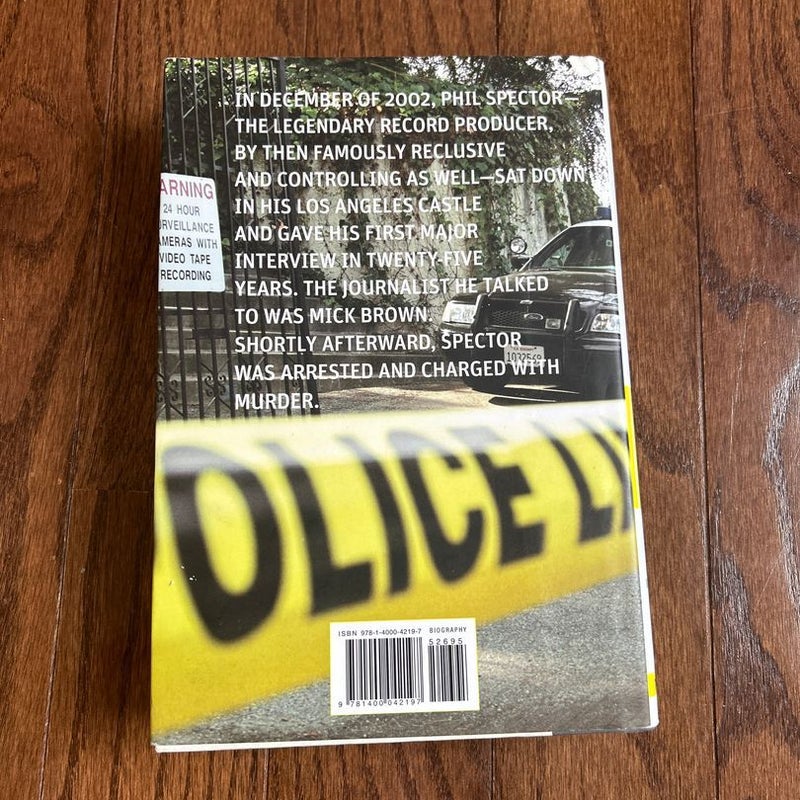 IN DECEMBER OF 2002, PHIL SPECTOR—
THE LEGENDARY RECORD PRODUCER,
BY THEN FAMOUSLY RECLUSIVE
AND CONTROLLING AS WELL—SAT DOWN
IN HIS LOS ANGELES CASTLE
AND GAVE HIS FIRST MAJOR
INTERVIEW IN TWENTY-FIVE
YEARS. THE JOURNALIST HE TALKED
TO WAS MICK BROWN.
SHORTLY AFTERWARD, SPECTOR
WAS ARRESTED AND CHARGED WITH
MURDER.
ARNING
24 HOUR
URVEILLANCE
AMERAS WITH
VIDEO TAPE
RECORDING
Ford
1032569
OLICE LI
ISBN 978-1-4000-4219-7 BIOGRAPHY
52695
9 781400 042197